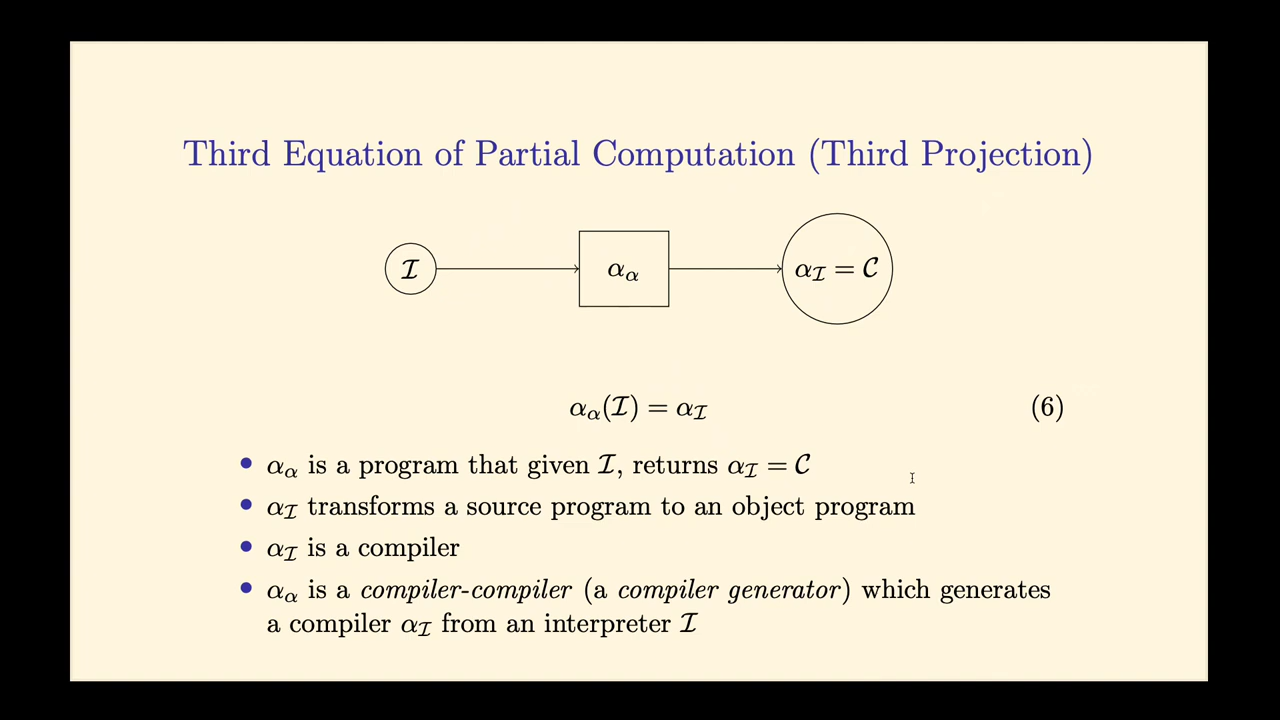 Third Equation of Partial Computation (Third Projection)
ℐ
α_α
α_ℐ = 𝒞
α_α(ℐ) = α_ℐ (6)
• α_α is a program that given ℐ, returns α_ℐ = 𝒞
• α_ℐ transforms a source program to an object program
• α_ℐ is a compiler
• α_α is a compiler-compiler (a compiler generator) which generates
a compiler α_ℐ from an interpreter ℐ